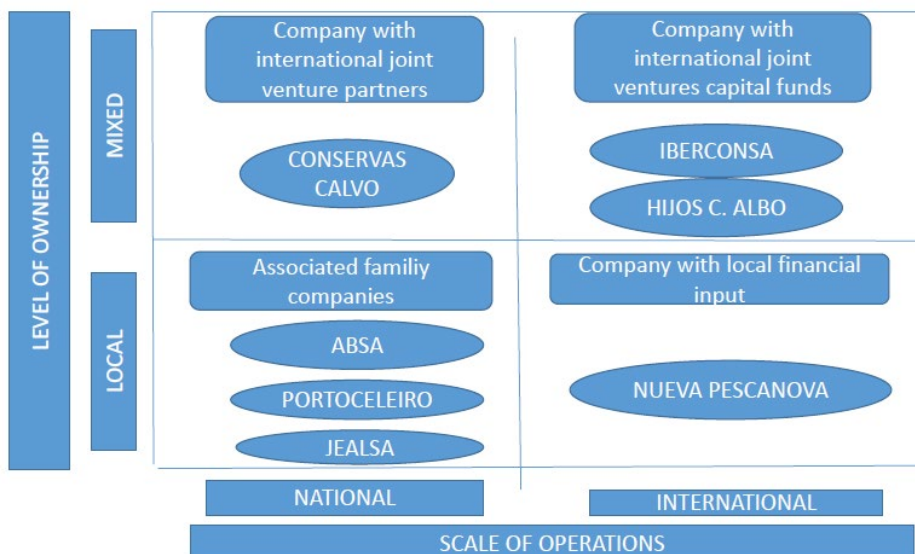 LEVEL OF OWNERSHIP
MIXED
Company with
international joint
venture partners
CONSERVAS
CALVO
Company with
international joint
ventures capital funds
IBERCONSA
HIJOS C. ALBO
LOCAL
Associated familiy
companies
ABSA
PORTOCELEIRO
JEALSA
Company with local financial
input
NUEVA PESCANOVA
NATIONAL
INTERNATIONAL
SCALE OF OPERATIONS